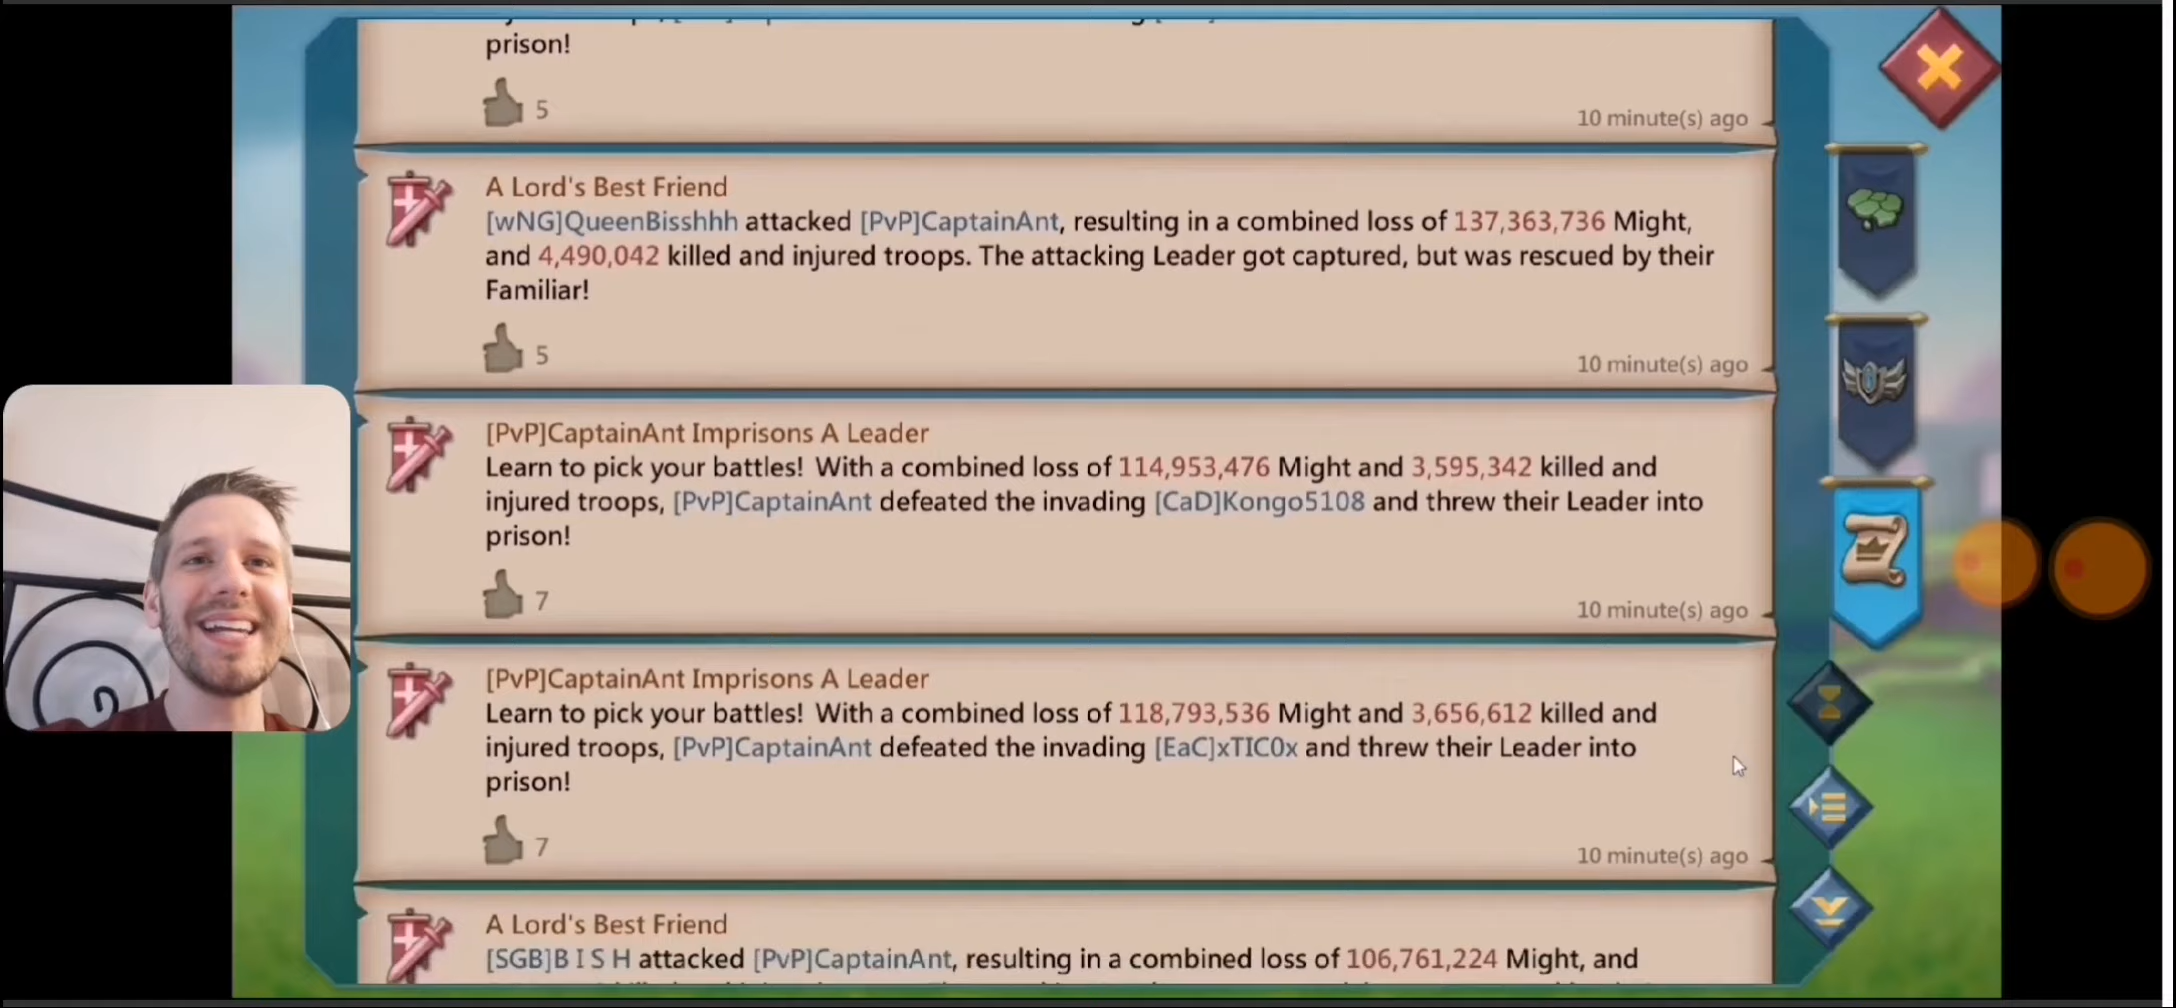 prison!
5
10 minute(s) ago
A Lord's Best Friend
[wNG]QueenBisshhh attacked [PvP]CaptainAnt, resulting in a combined loss of 137,363,736 Might,
and 4,490,042 killed and injured troops. The attacking Leader got captured, but was rescued by their
Familiar!
5
10 minute(s) ago
[PvP]CaptainAnt Imprisons A Leader
Learn to pick your battles! With a combined loss of 114,953,476 Might and 3,595,342 killed and
injured troops, [PvP]CaptainAnt defeated the invading [CaD]Kongo5108 and threw their Leader into
prison!
7
10 minute(s) ago
[PvP]CaptainAnt Imprisons A Leader
Learn to pick your battles! With a combined loss of 118,793,536 Might and 3,656,612 killed and
injured troops, [PvP]CaptainAnt defeated the invading [EaC]xTIC0x and threw their Leader into
prison!
7
10 minute(s) ago
A Lord's Best Friend
[SGB]B I S H attacked [PvP]CaptainAnt, resulting in a combined loss of 106,761,224 Might, and